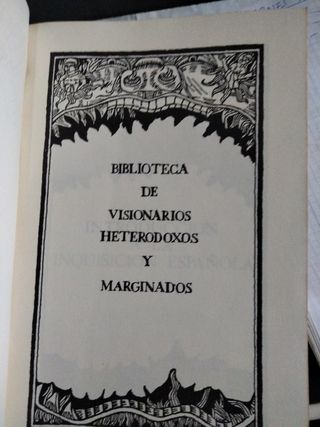 BIBLIOTECA
DE
VISIONARIOS
HETERODOXOS
Y
MARGINADOS